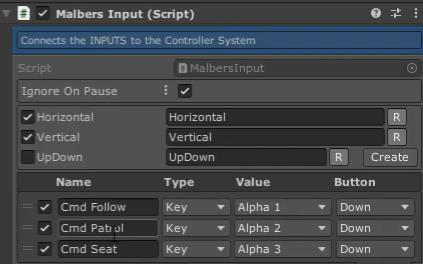 Malbers Input (Script)
Connects the INPUTS to the Controller System
Script MalbersInput
Ignore On Pause
Horizontal Horizontal R
Vertical Vertical R
UpDown UpDown R Create
Name Type Value Button
Cmd Follow Key Alpha 1 Down
Cmd Patrol Key Alpha 2 Down
Cmd Seat Key Alpha 3 Down